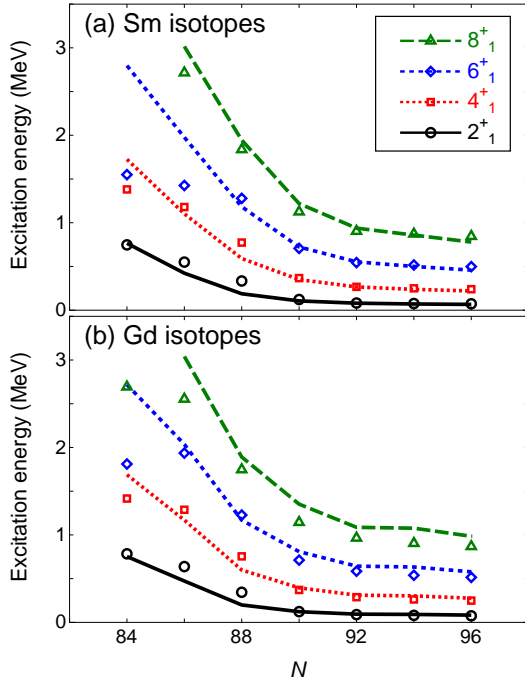 (a) Sm isotopes
Excitation energy (MeV)
3
2
1
0
8⁺₁
6⁺₁
4⁺₁
2⁺₁
(b) Gd isotopes
Excitation energy (MeV)
3
2
1
0
84 86 88 90 92 94 96
N